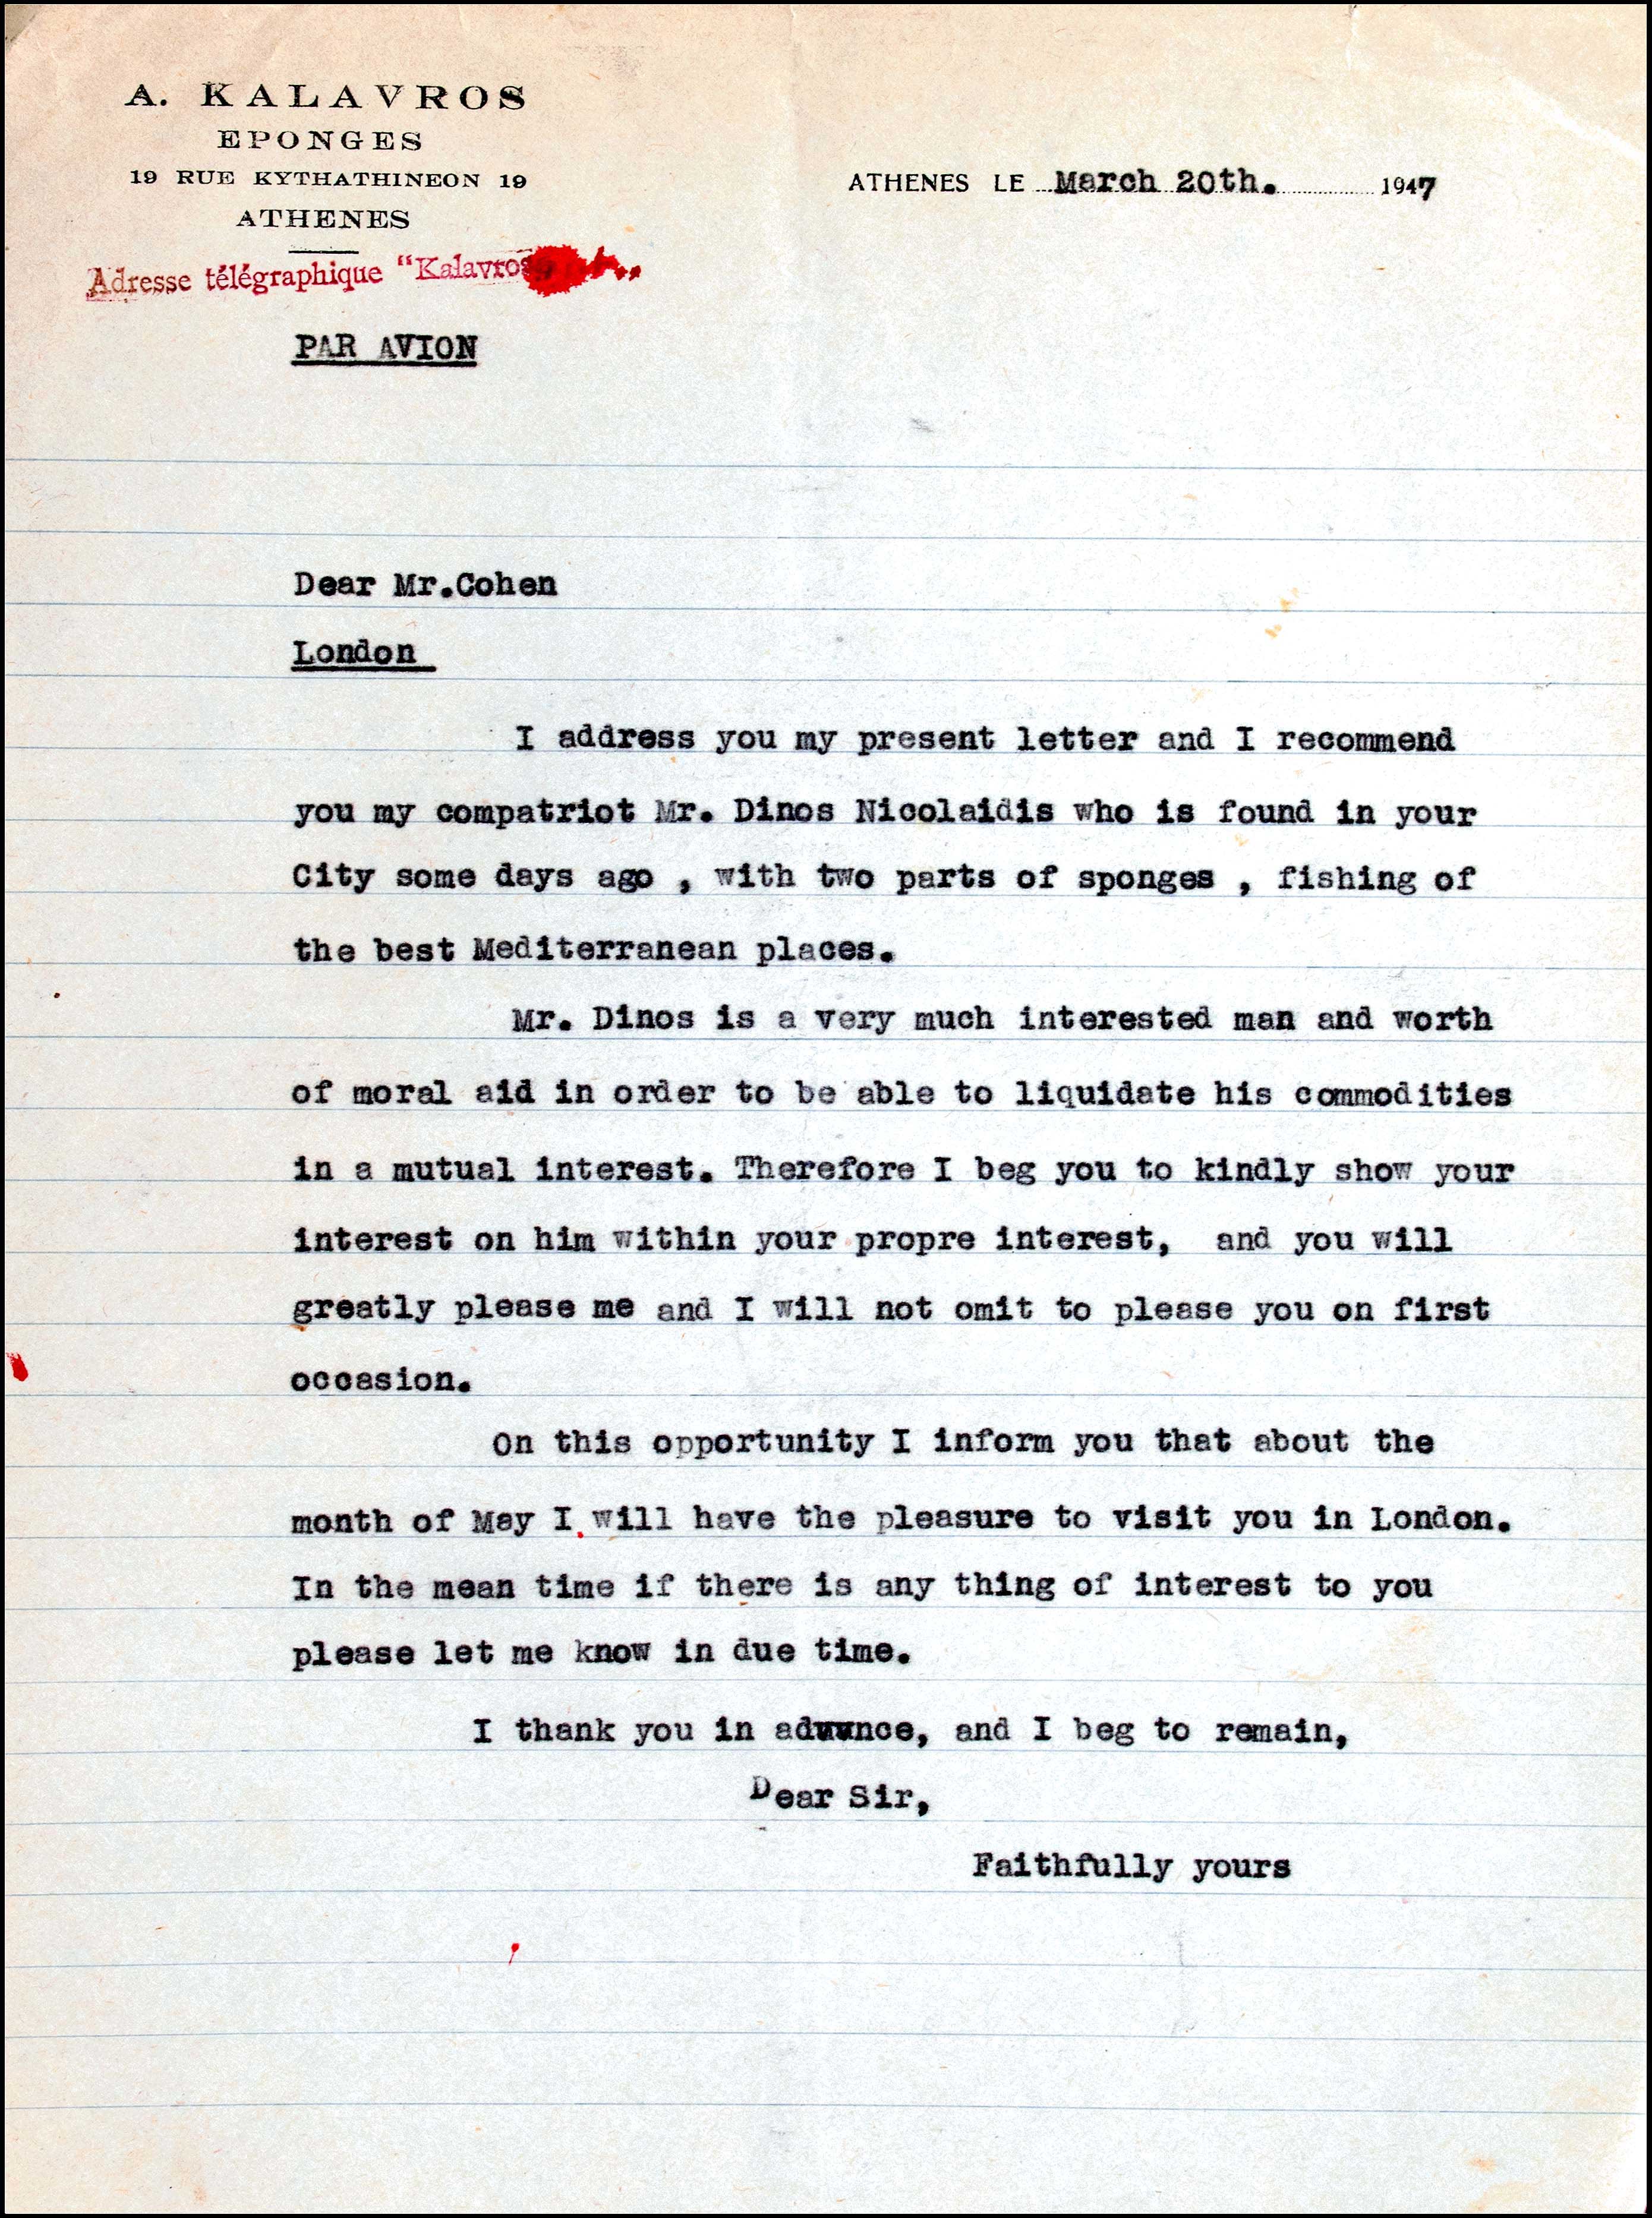 A. KALAVROS
EPONGES
19 RUE KYTHATHINEON 19
ATHENES
ATHENES LE March 20th. 1947
Adresse télégraphique "Kalavros
PAR AVION
Dear Mr.Cohen
London
I address you my present letter and I recommend
you my compatriot Mr. Dinos Nicolaidis who is found in your
City some days ago , with two parts of sponges , fishing of
the best Mediterranean places.
Mr. Dinos is a very much interested man and worth
of moral aid in order to be able to liquidate his commodities
in a mutual interest. Therefore I beg you to kindly show your
interest on him within your propre interest, and you will
greatly please me and I will not omit to please you on first
occasion.
On this opportunity I inform you that about the
month of May I will have the pleasure to visit you in London.
In the mean time if there is any thing of interest to you
please let me know in due time.
I thank you in advance, and I beg to remain,
Dear Sir,
Faithfully yours